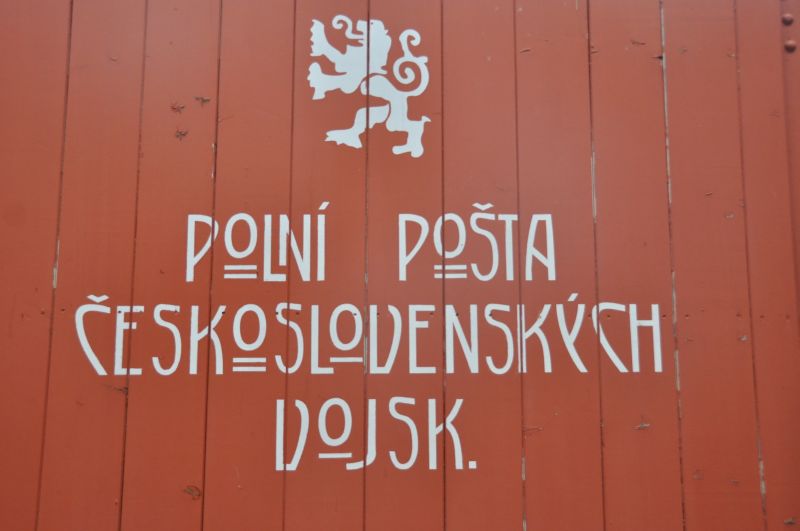 POLNÍ POŠTA
ČESKOSLOVENSKÝCH
VOJSK.